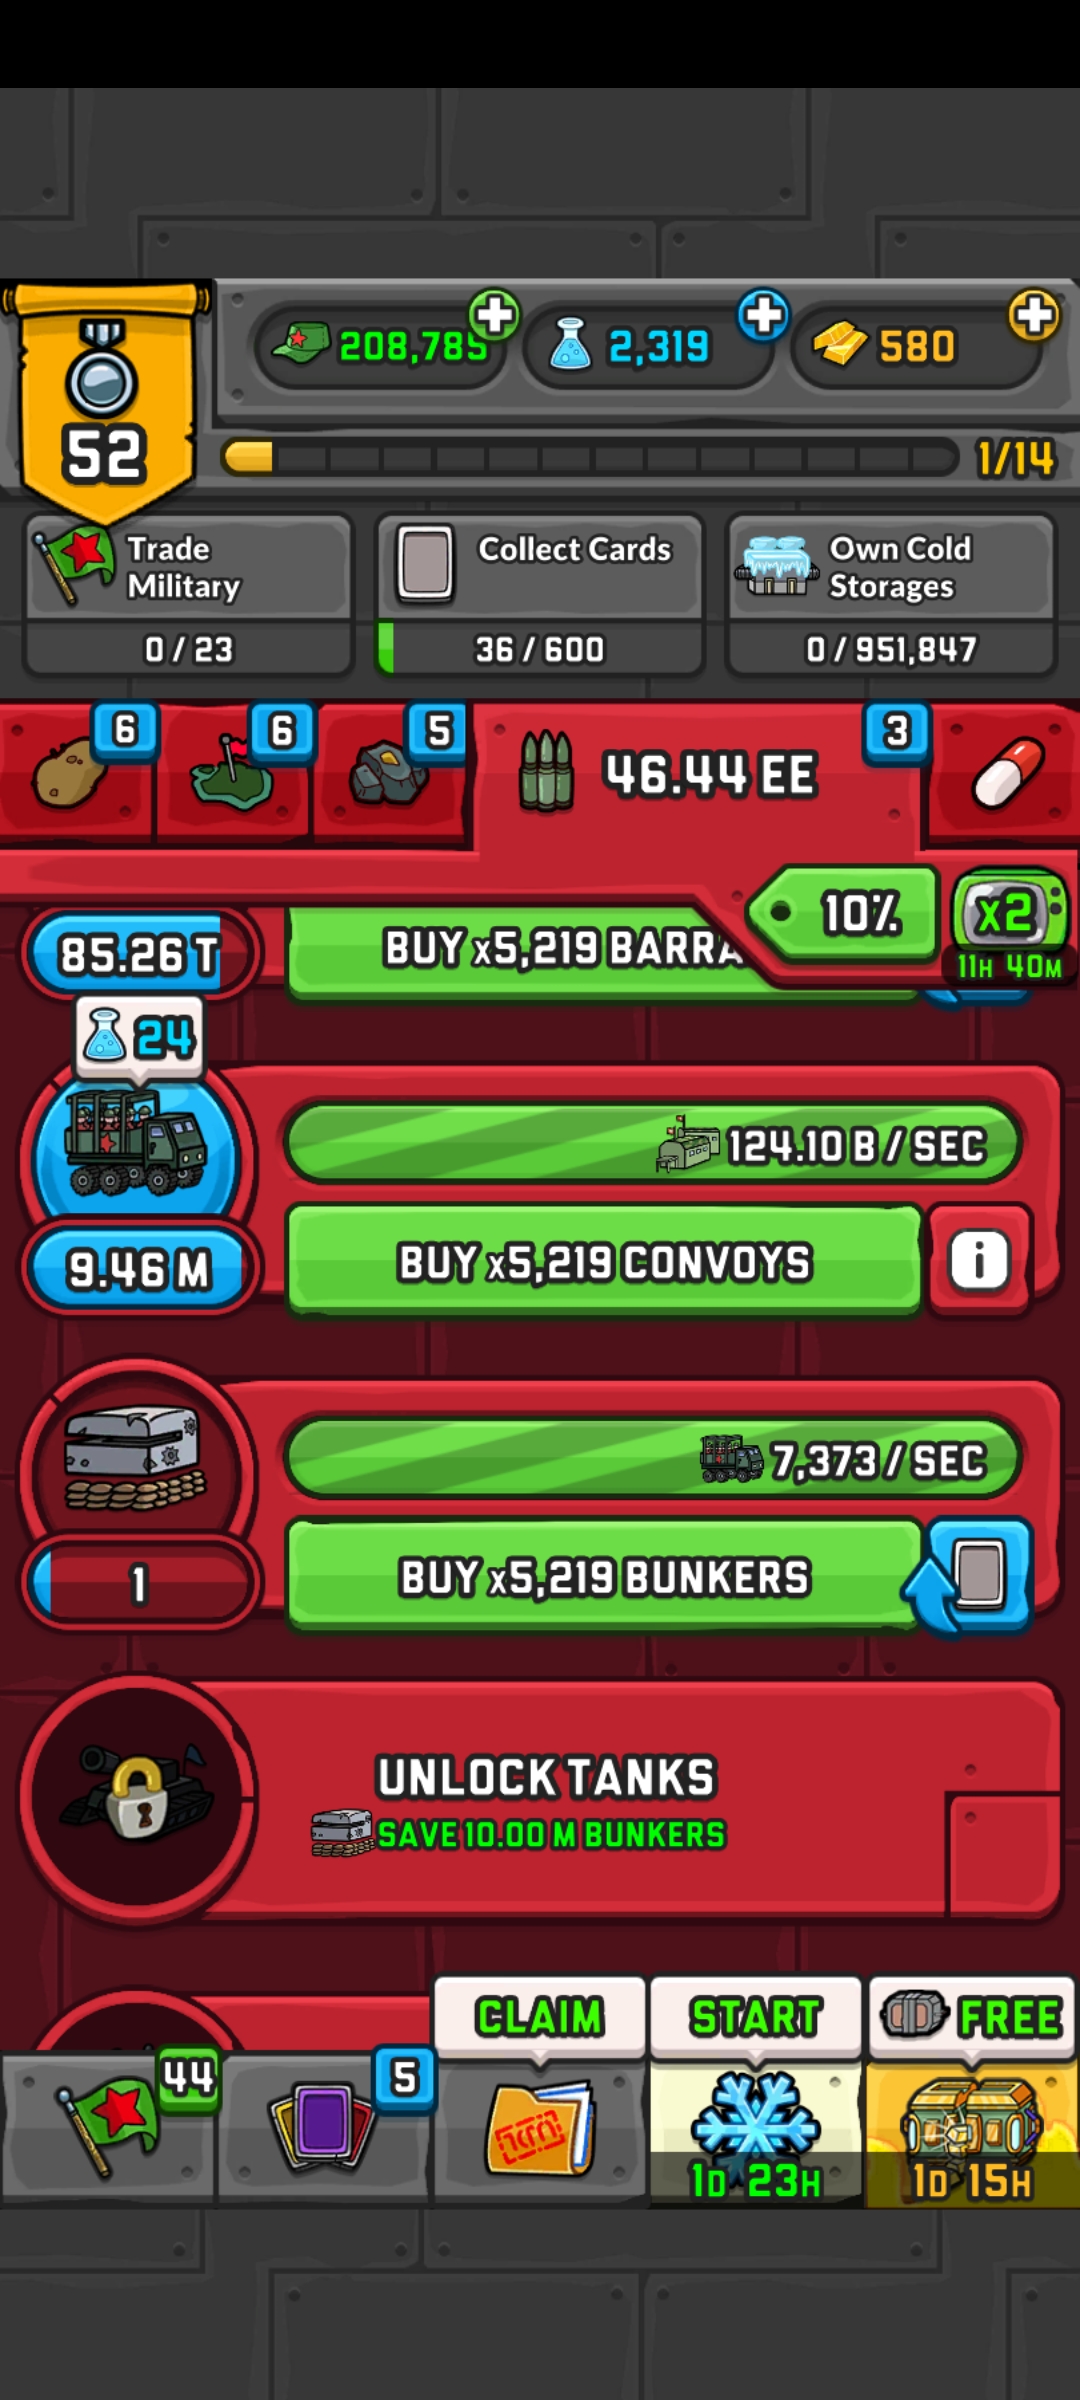 208,785
2,319
580
52
1/14
Trade Military
0 / 23
Collect Cards
36 / 600
Own Cold Storages
0 / 951,847
6
6
5
46.44 EE
3
10%
x2
11H 40M
85.26 T
BUY x5,219 BARRA
24
124.10 B / SEC
9.46 M
BUY x5,219 CONVOYS
i
7,373 / SEC
1
BUY x5,219 BUNKERS
UNLOCK TANKS
SAVE 10.00 M BUNKERS
CLAIM
START
FREE
44
5
1D 23H
1D 15H